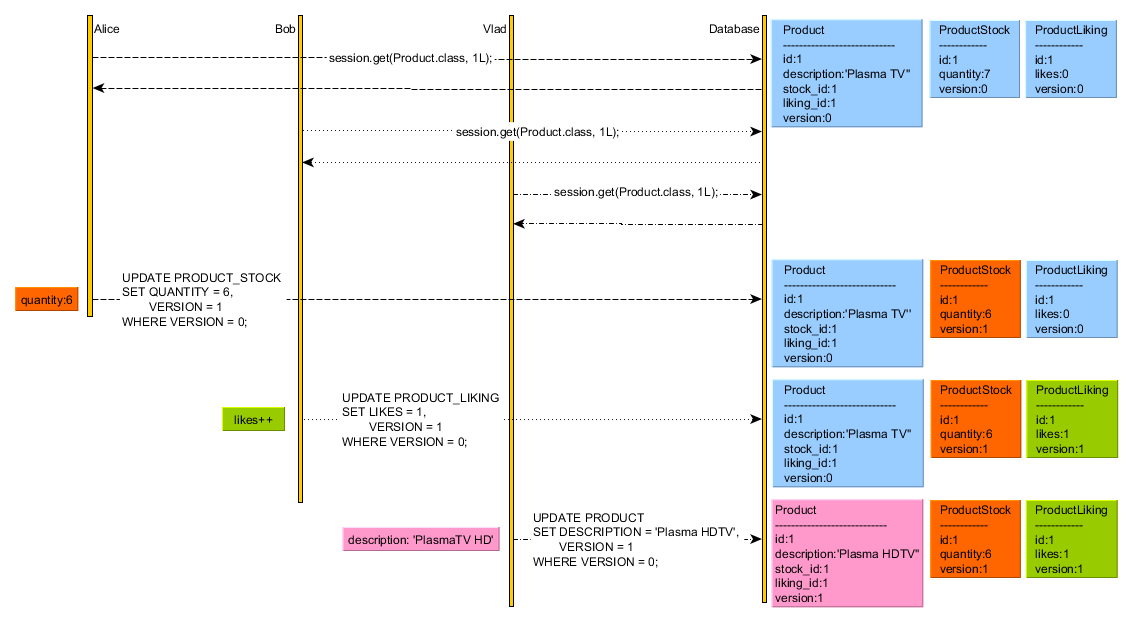 Alice
Bob
Vlad
Database
Product
----------------------------
id:1
description:'Plasma TV"
stock_id:1
liking_id:1
version:0
ProductStock
------------
id:1
quantity:7
version:0
ProductLiking
------------
id:1
likes:0
version:0
session.get(Product.class, 1L);
session.get(Product.class, 1L);
session.get(Product.class, 1L);
quantity:6
UPDATE PRODUCT_STOCK
SET QUANTITY = 6,
VERSION = 1
WHERE VERSION = 0;
Product
----------------------------
id:1
description:'Plasma TV''
stock_id:1
liking_id:1
version:0
ProductStock
------------
id:1
quantity:6
version:1
ProductLiking
------------
id:1
likes:0
version:0
likes++
UPDATE PRODUCT_LIKING
SET LIKES = 1,
VERSION = 1
WHERE VERSION = 0;
Product
----------------------------
id:1
description:'Plasma TV"
stock_id:1
liking_id:1
version:0
ProductStock
------------
id:1
quantity:6
version:1
ProductLiking
------------
id:1
likes:1
version:1
description: 'PlasmaTV HD'
UPDATE PRODUCT
SET DESCRIPTION = 'Plasma HDTV',
VERSION = 1
WHERE VERSION = 0;
Product
----------------------------
id:1
description:'Plasma HDTV"
stock_id:1
liking_id:1
version:1
ProductStock
------------
id:1
quantity:6
version:1
ProductLiking
------------
id:1
likes:1
version:1